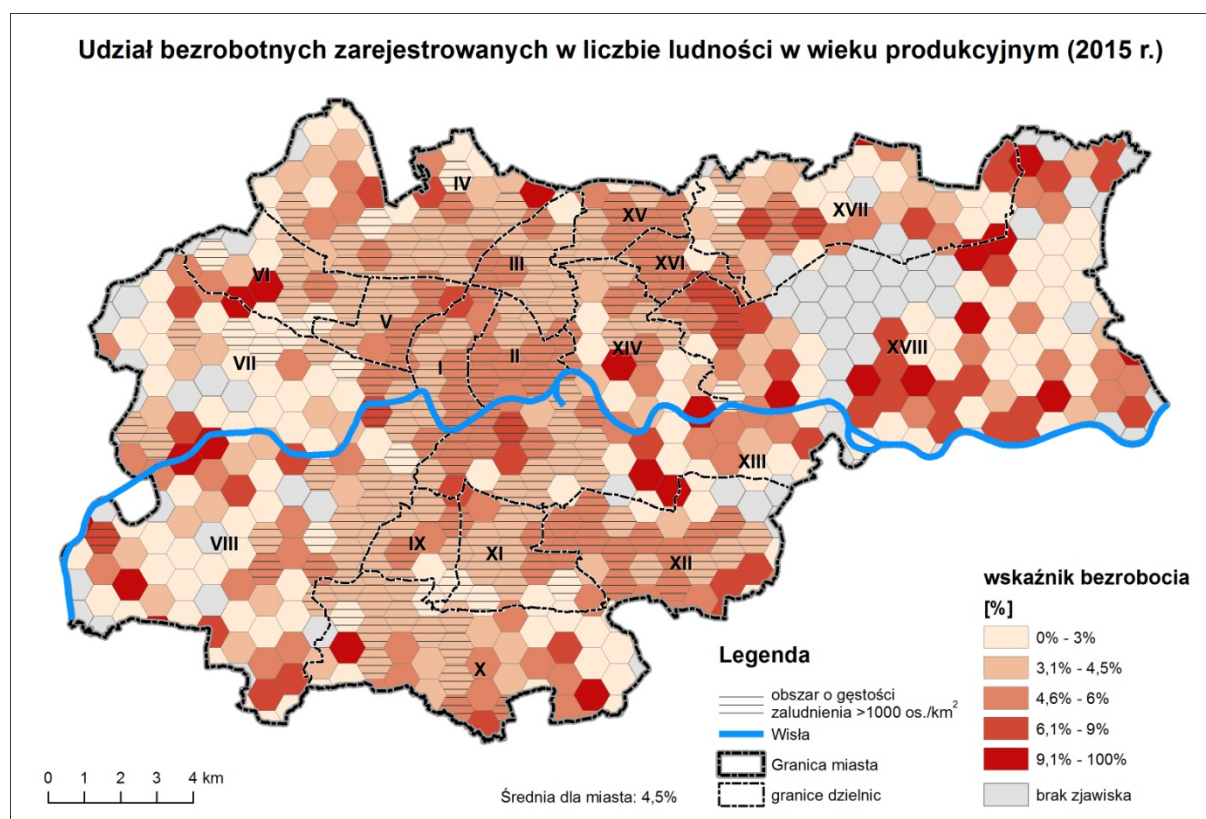 Udział bezrobotnych zarejestrowanych w liczbie ludności w wieku produkcyjnym (2015 r.)
IV
XV
XVII
III
XVI
VI
V
XVIII
VII
I
II
XIV
XIII
VIII
IX
XI
XII
X
Legenda
obszar o gęstości
zaludnienia >1000 os./km²
Wisła
Granica miasta
granice dzielnic
wskaźnik bezrobocia
[%]
0% - 3%
3,1% - 4,5%
4,6% - 6%
6,1% - 9%
9,1% - 100%
brak zjawiska
0 1 2 3 4 km
Średnia dla miasta: 4,5%